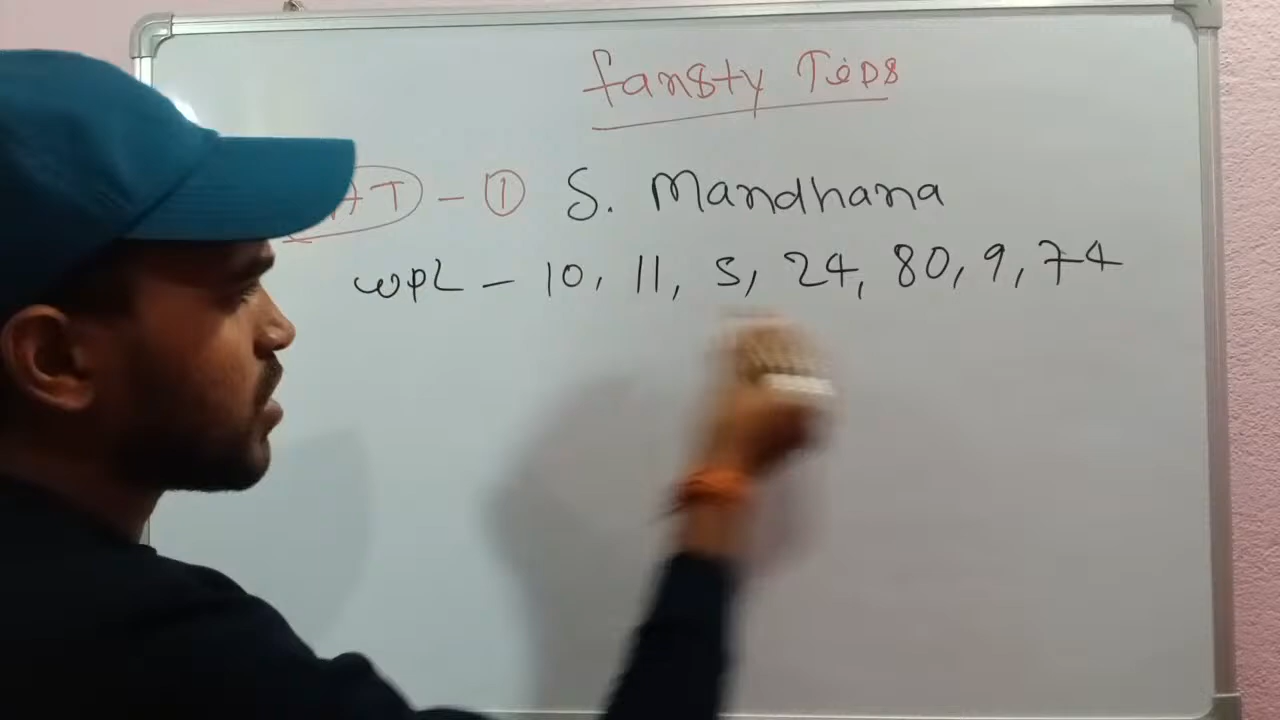 fansty Tips
- ① S. Mandhana
WPL - 10, 11, 5, 24, 80, 9, 74